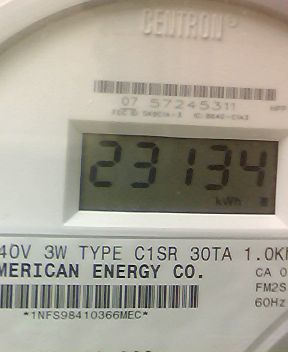 CENTRON®
07 57245311
23134
kWh
40V 3W TYPE C1SR 30TA 1.0Kh
MERICAN ENERGY CO.
CA 0
FM2S
60Hz
*1NFS98410366MEC*